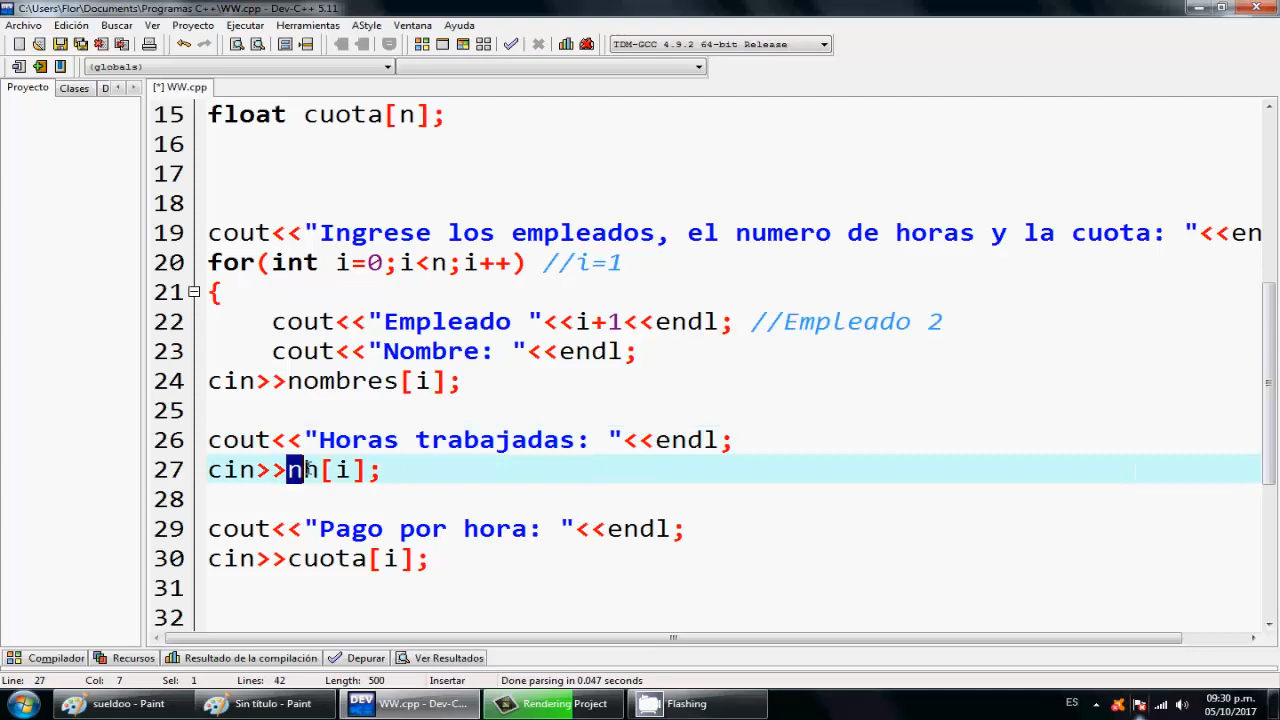 C:\Users\Flor\Documents\Programas C++\WW.cpp - Dev-C++ 5.11
Archivo Edición Buscar Ver Proyecto Ejecutar Herramientas AStyle Ventana Ayuda
TDM-GCC 4.9.2 64-bit Release
(globals)
Proyecto Clases D [*] WW.cpp
15 float cuota[n];
16
17
18
19 cout<<"Ingrese los empleados, el numero de horas y la cuota: "<<en
20 for(int i=0;i<n;i++) //i=1
21 {
22 cout<<"Empleado "<<i+1<<endl; //Empleado 2
23 cout<<"Nombre: "<<endl;
24 cin>>nombres[i];
25
26 cout<<"Horas trabajadas: "<<endl;
27 cin>>nh[i];
28
29 cout<<"Pago por hora: "<<endl;
30 cin>>cuota[i];
31
32
Compilador Recursos Resultado de la compilación Depurar Ver Resultados
Line: 27 Col: 7 Sel: 1 Lines: 42 Length: 500 Insertar Done parsing in 0.047 seconds
sueldoo - Paint Sin título - Paint DEV WW.cpp - Dev-C... Rendering Project Flashing ES 09:30 p.m.
05/10/2017